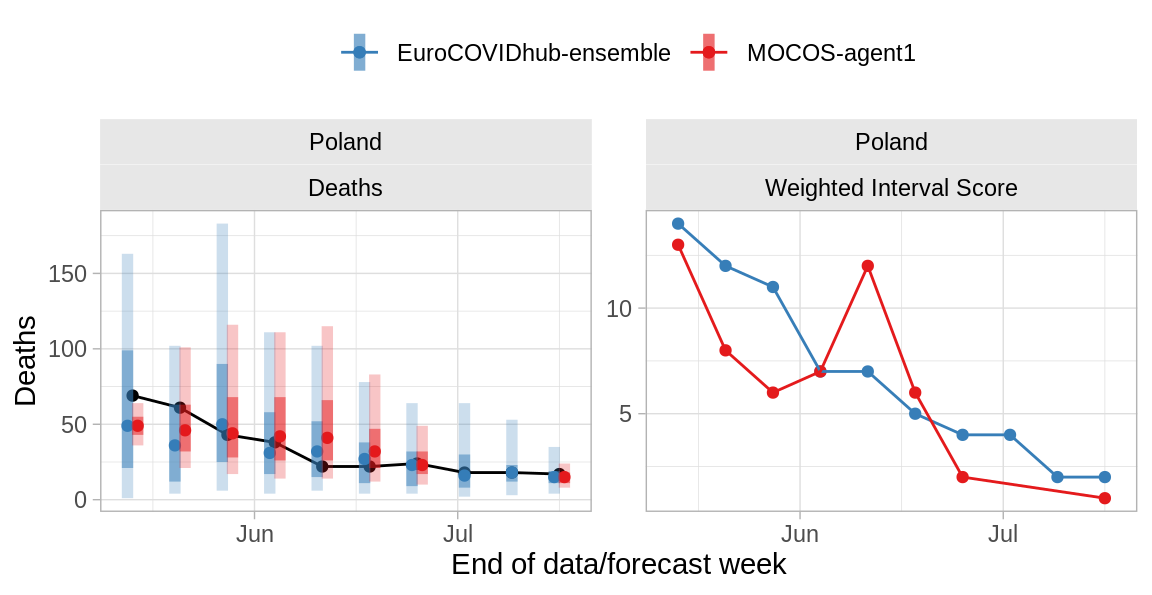 EuroCOVIDhub-ensemble MOCOS-agent1
Poland
Deaths
Poland
Weighted Interval Score
Deaths
150
100
50
0
10
5
Jun Jul
Jun Jul
End of data/forecast week